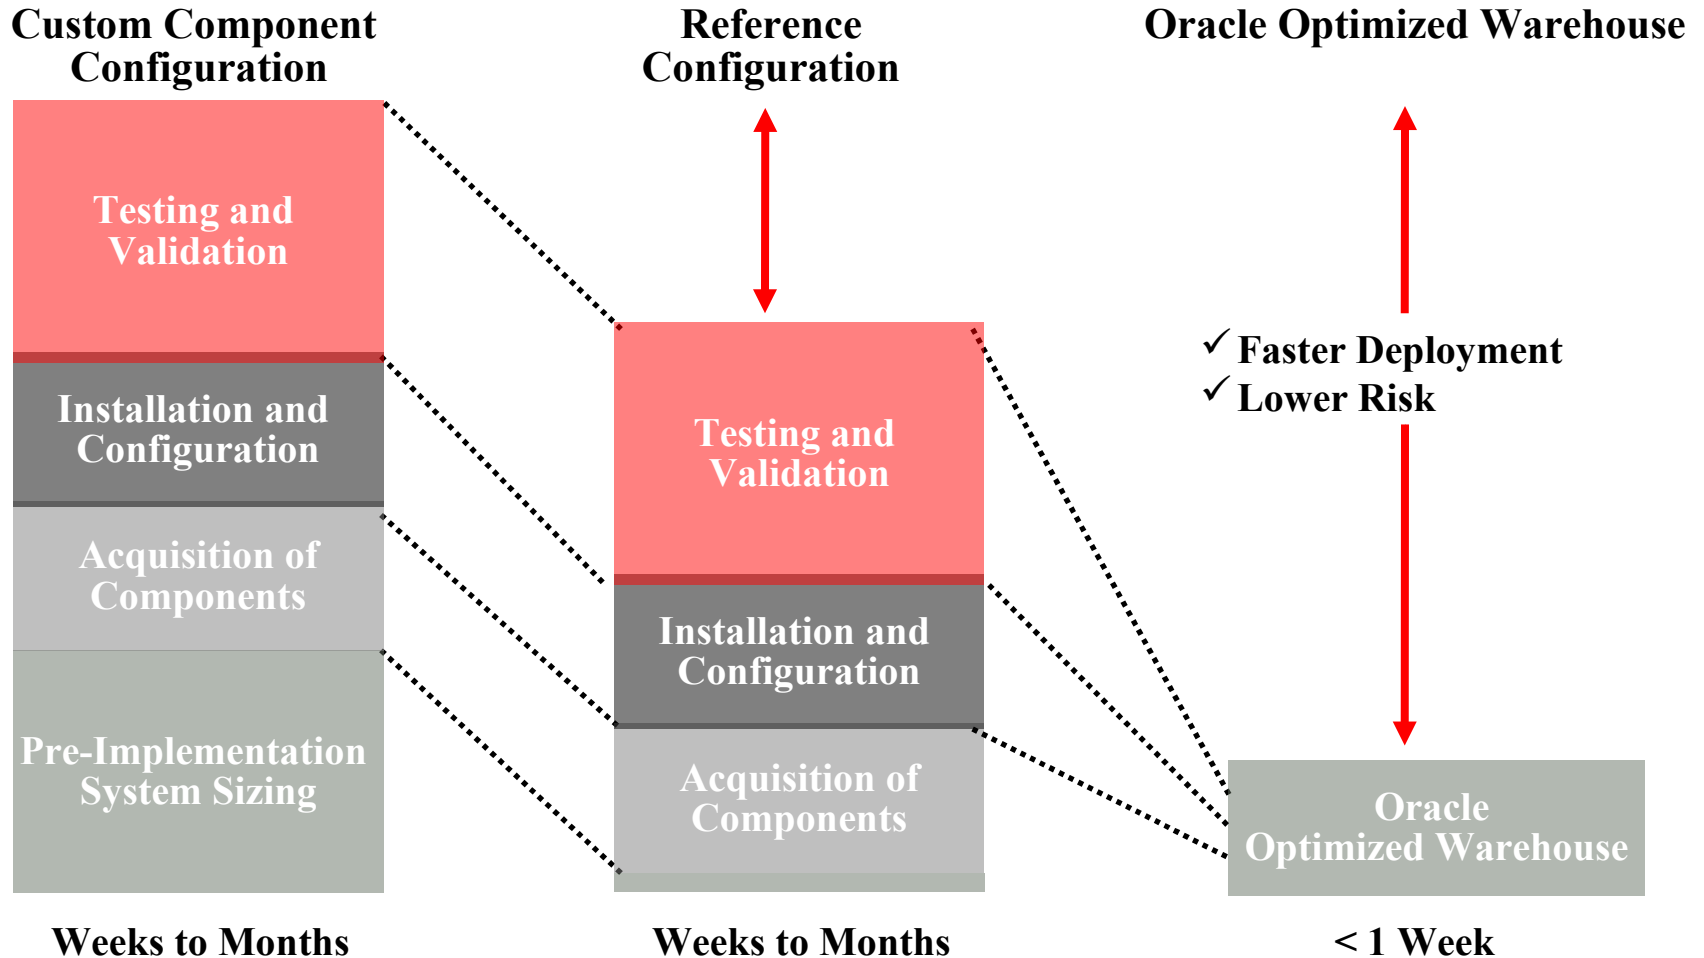 Custom Component
Configuration
Testing and
Validation
Installation and
Configuration
Acquisition of
Components
Pre-Implementation
System Sizing
Weeks to Months
Reference
Configuration
Testing and
Validation
Installation and
Configuration
Acquisition of
Components
Weeks to Months
Oracle Optimized Warehouse
✓ Faster Deployment
✓ Lower Risk
Oracle
Optimized Warehouse
< 1 Week